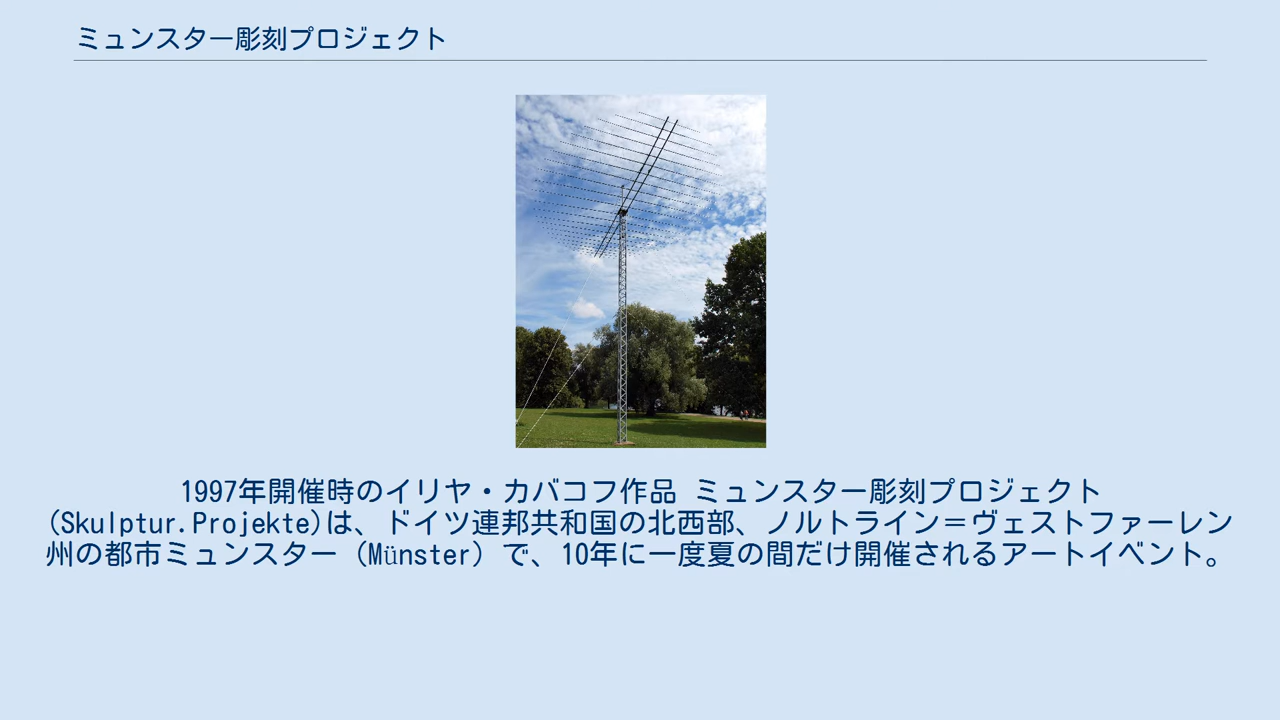 ミュンスター彫刻プロジェクト
1997年開催時のイリヤ・カバコフ作品 ミュンスター彫刻プロジェクト
(Skulptur.Projekte)は、ドイツ連邦共和国の北西部、ノルトライン＝ヴェストファーレン
州の都市ミュンスター（Münster）で、10年に一度夏の間だけ開催されるアートイベント。